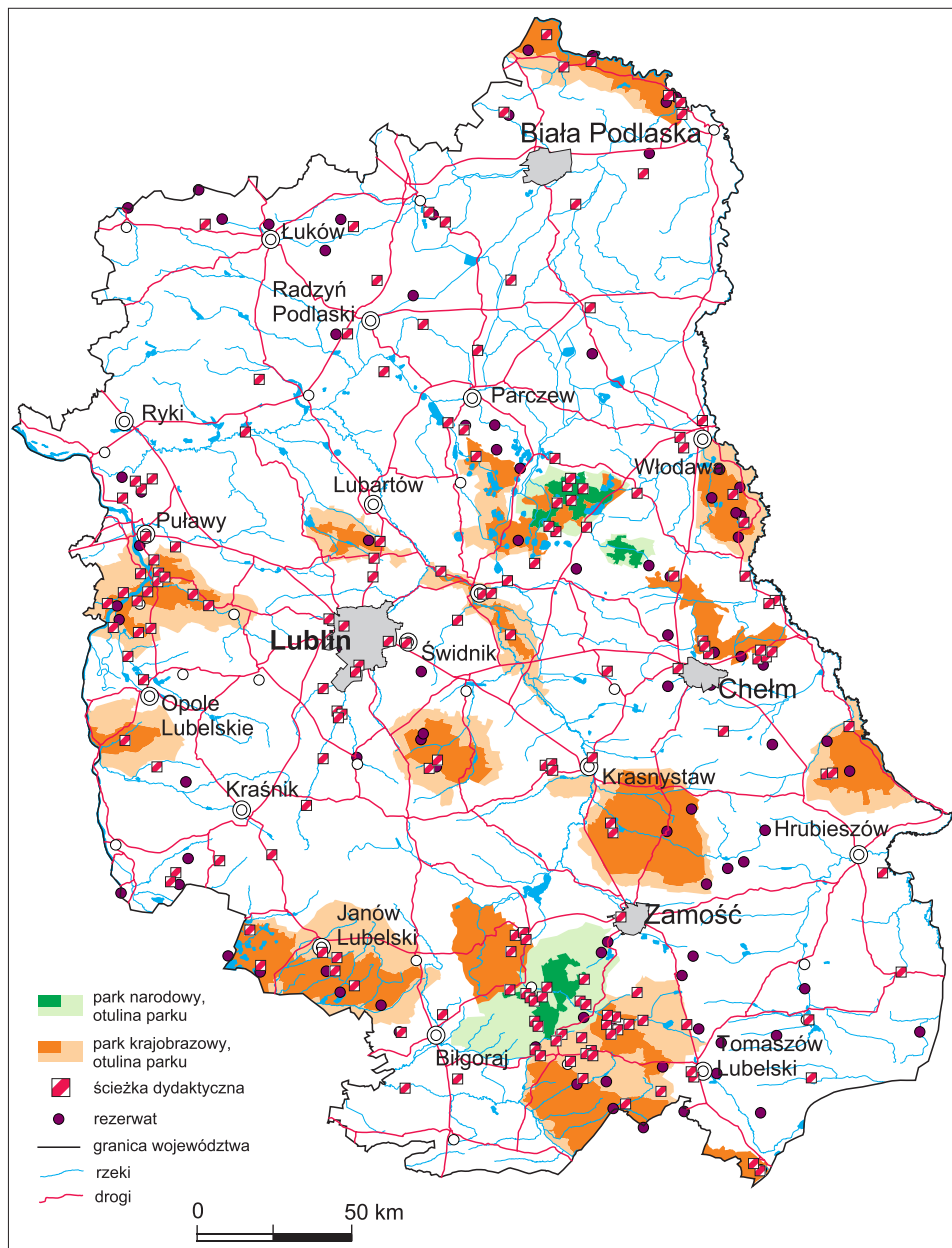 Biała Podlaska
Łuków
Radzyń
Podlaski
Parczew
Ryki
Włodawa
Lubartów
Puławy
Lublin
Świdnik
Chełm
Opole
Lubelskie
Krasnystaw
Kraśnik
Hrubieszów
Zamość
Janów
Lubelski
Biłgoraj
Tomaszów
Lubelski
park narodowy,
otulina parku
park krajobrazowy,
otulina parku
ścieżka dydaktyczna
rezerwat
granica województwa
rzeki
drogi
0 50 km